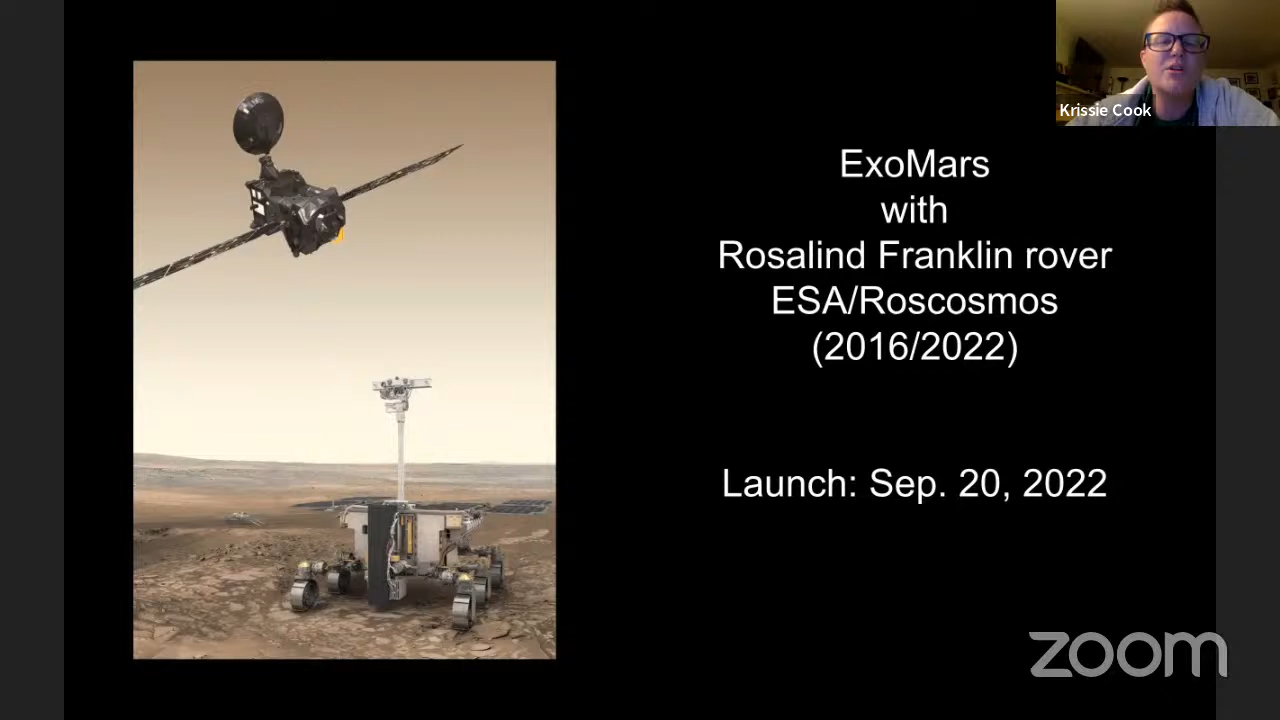 Krissie Cook
ExoMars
with
Rosalind Franklin rover
ESA/Roscosmos
(2016/2022)
Launch: Sep. 20, 2022
zoom